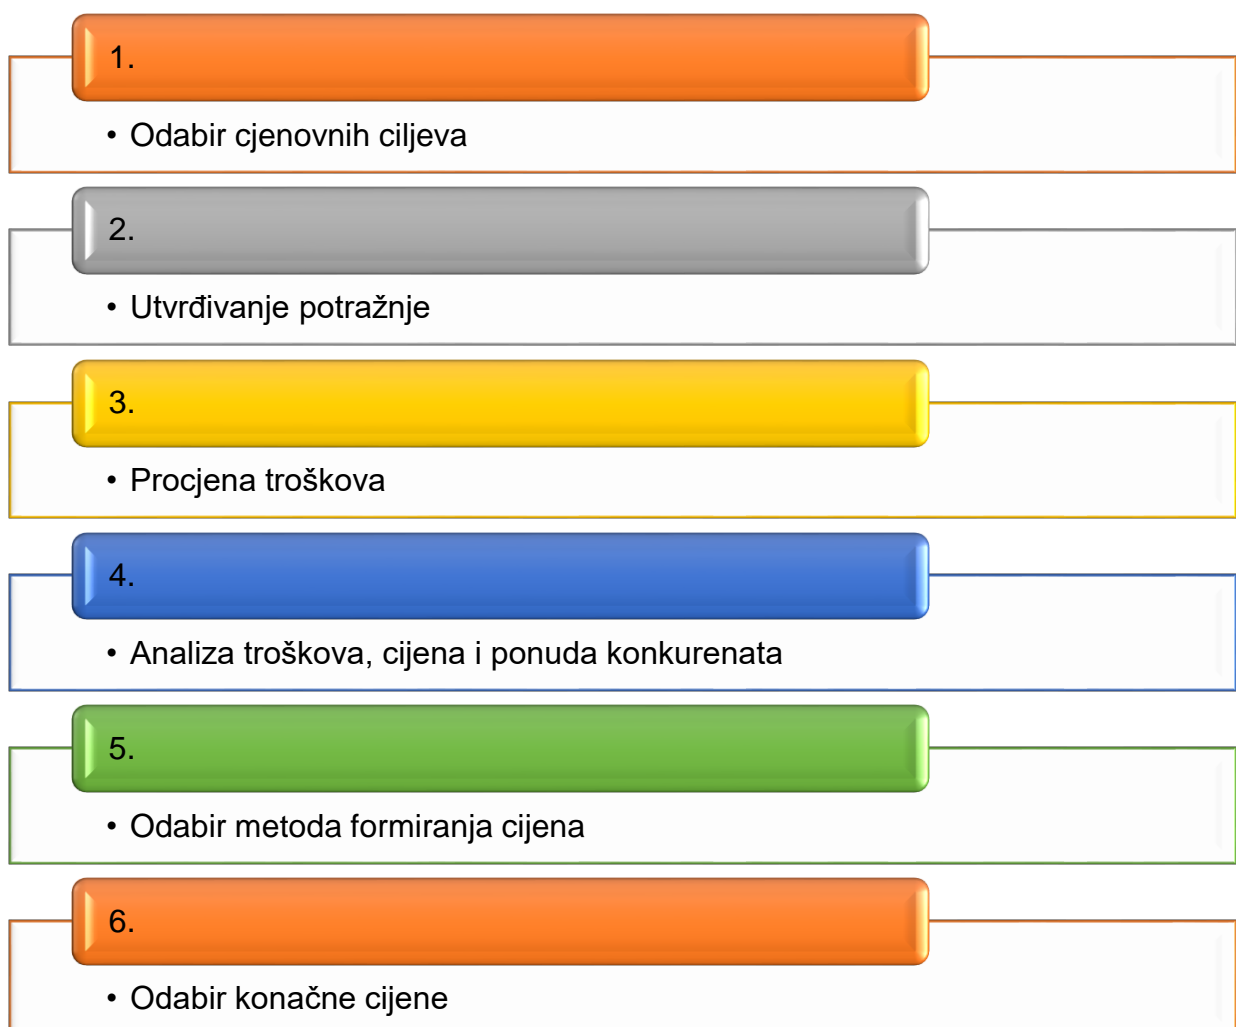 1.
• Odabir cjenovnih ciljeva
2.
• Utvrđivanje potražnje
3.
• Procjena troškova
4.
• Analiza troškova, cijena i ponuda konkurenata
5.
• Odabir metoda formiranja cijena
6.
• Odabir konačne cijene